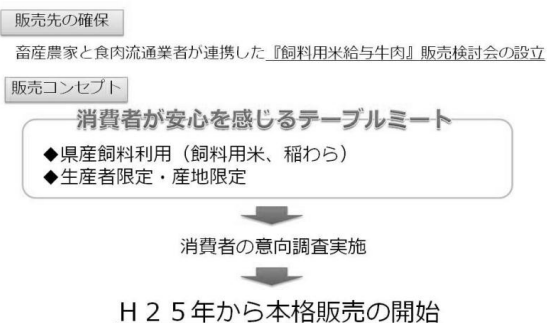 販売先の確保
畜産農家と食肉流通業者が連携した『飼料用米給与牛肉』販売検討会の設立
販売コンセプト
消費者が安心を感じるテーブルミート
◆県産飼料利用（飼料用米、稲わら）
◆生産者限定・産地限定
消費者の意向調査実施
Ｈ２５年から本格販売の開始